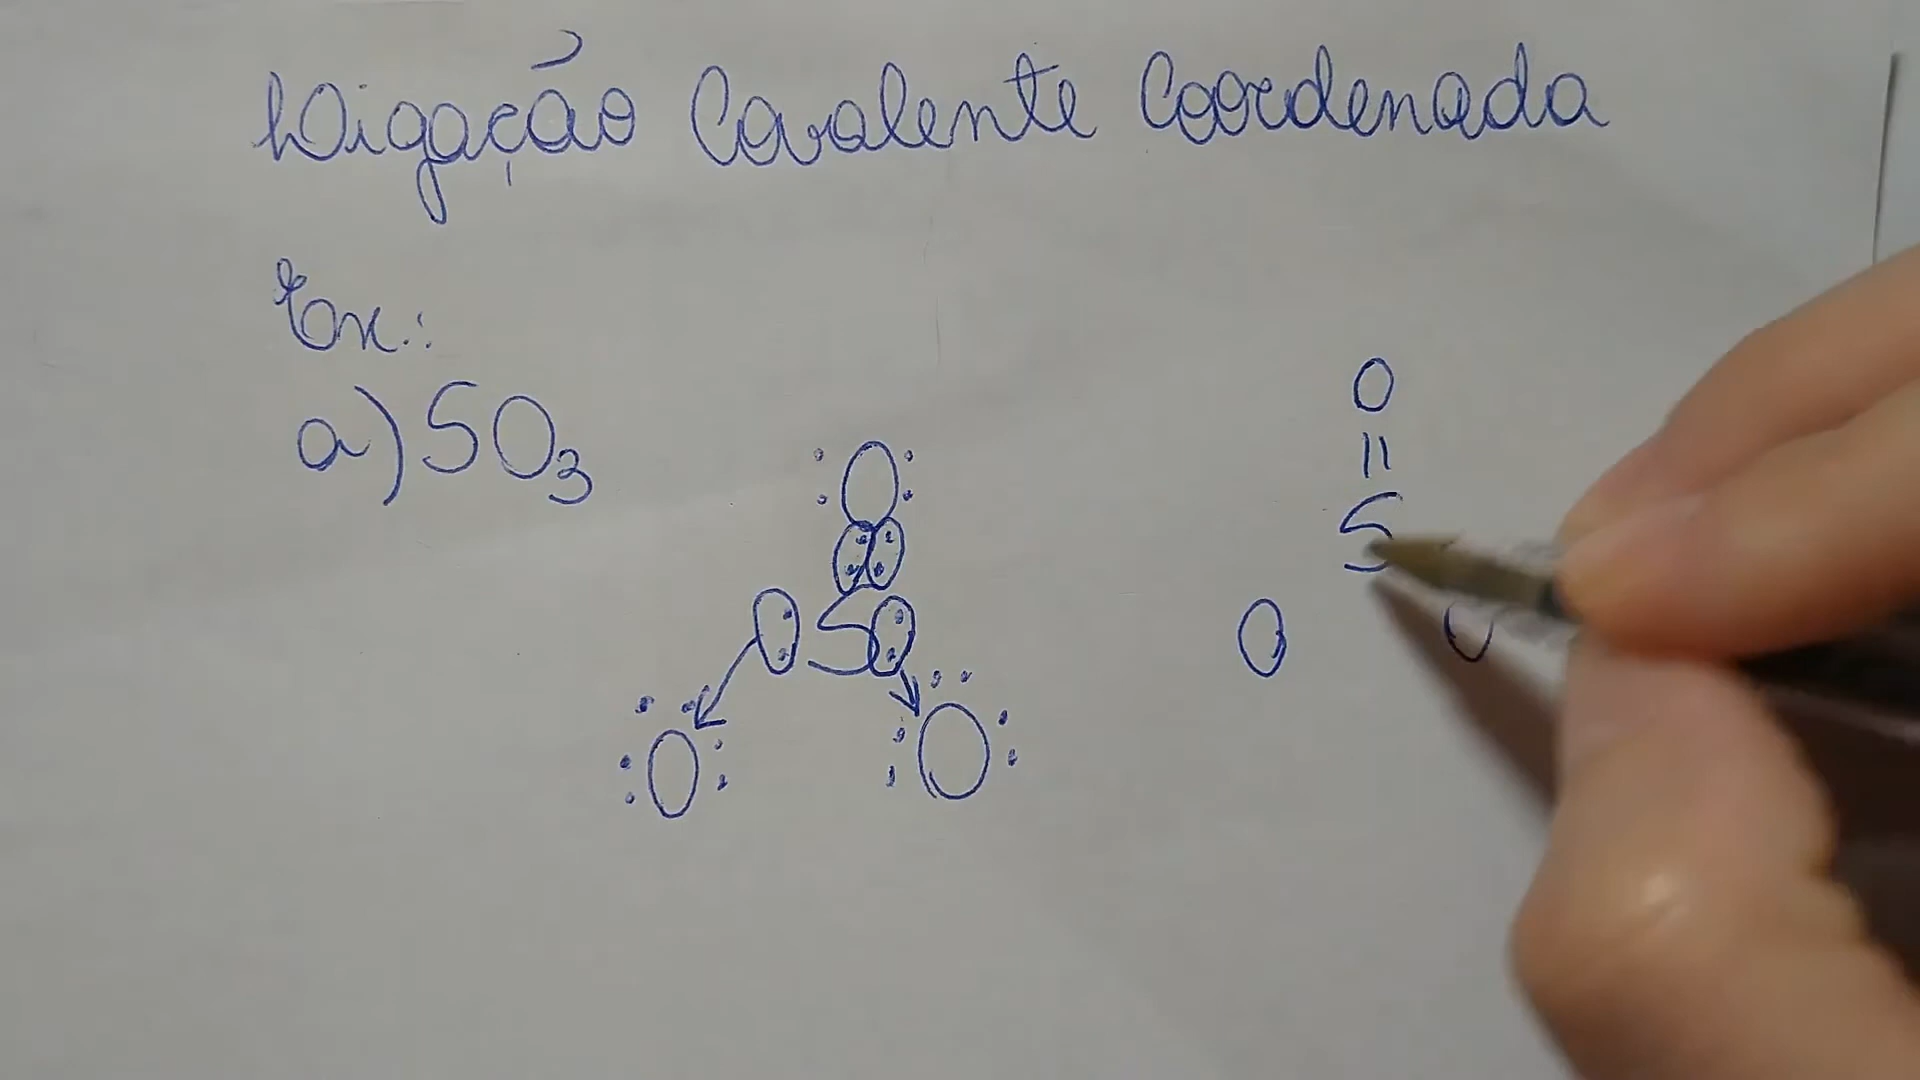 Ligação Covalente Coordenada
Ex.:
a) SO₃
O
O S O
O O
O
||
S
O O